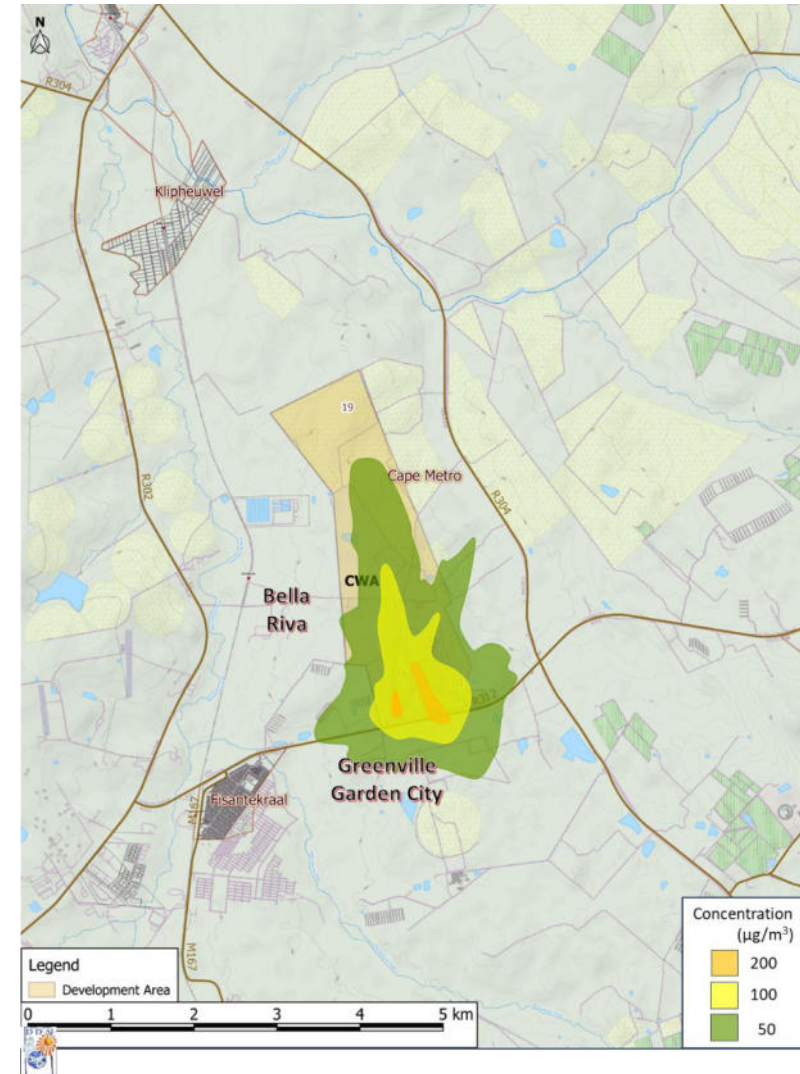 N
R304
Klipheuwel
19
Cape Metro
R302
R304
CWA
Bella
Riva
R312
Greenville
Garden City
Fisantekraal
M167
M167
Concentration
(µg/m³)
200
100
50
Legend
Development Area
0 1 2 3 4 5 km